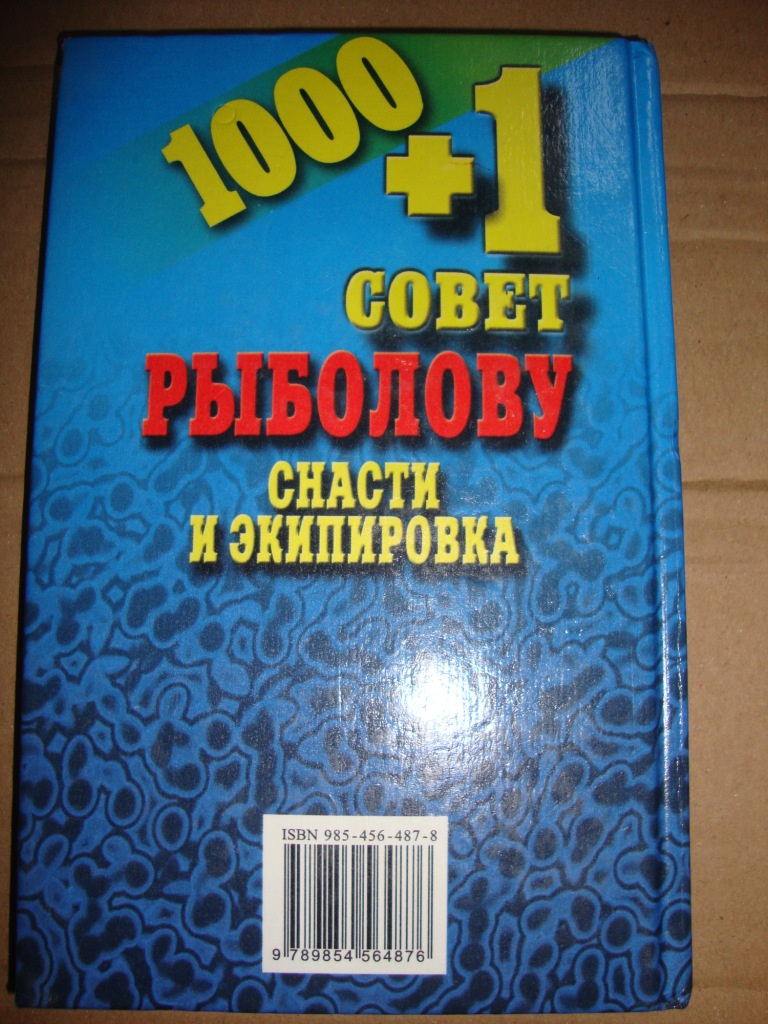 1000
+1
СОВЕТ
РЫБОЛОВУ
СНАСТИ
И ЭКИПИРОВКА
ISBN 985-456-487-8
9 789854 564876